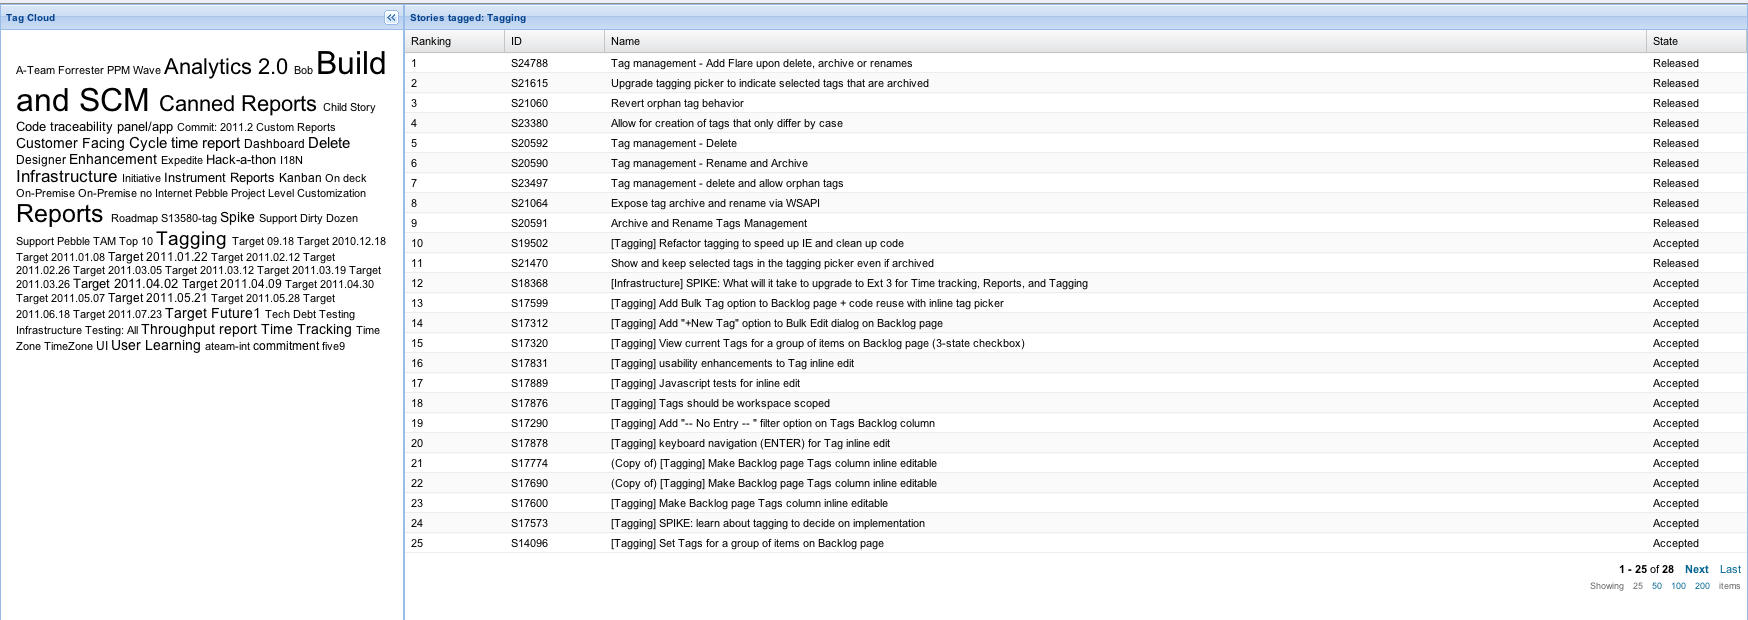 Tag Cloud
A-Team Forrester PPM Wave Analytics 2.0 Bob Build
and SCM Canned Reports Child Story
Code traceability panel/app Commit: 2011.2 Custom Reports
Customer Facing Cycle time report Dashboard Delete
Designer Enhancement Expedite Hack-a-thon I18N
Infrastructure Initiative Instrument Reports Kanban On deck
On-Premise On-Premise no Internet Pebble Project Level Customization
Reports Roadmap S13580-tag Spike Support Dirty Dozen
Support Pebble TAM Top 10 Tagging Target 09.18 Target 2010.12.18
Target 2011.01.08 Target 2011.01.22 Target 2011.02.12 Target
2011.02.26 Target 2011.03.05 Target 2011.03.12 Target 2011.03.19 Target
2011.03.26 Target 2011.04.02 Target 2011.04.09 Target 2011.04.30
Target 2011.05.07 Target 2011.05.21 Target 2011.05.28 Target
2011.06.18 Target 2011.07.23 Target Future1 Tech Debt Testing
Infrastructure Testing: All Throughput report Time Tracking Time
Zone TimeZone UI User Learning ateam-int commitment five9
Stories tagged: Tagging
Ranking ID Name State
1 S24788 Tag management - Add Flare upon delete, archive or renames Released
2 S21615 Upgrade tagging picker to indicate selected tags that are archived Released
3 S21060 Revert orphan tag behavior Released
4 S23380 Allow for creation of tags that only differ by case Released
5 S20592 Tag management - Delete Released
6 S20590 Tag management - Rename and Archive Released
7 S23497 Tag management - delete and allow orphan tags Released
8 S21064 Expose tag archive and rename via WSAPI Released
9 S20591 Archive and Rename Tags Management Released
10 S19502 [Tagging] Refactor tagging to speed up IE and clean up code Accepted
11 S21470 Show and keep selected tags in the tagging picker even if archived Released
12 S18368 [Infrastructure] SPIKE: What will it take to upgrade to Ext 3 for Time tracking, Reports, and Tagging Accepted
13 S17599 [Tagging] Add Bulk Tag option to Backlog page + code reuse with inline tag picker Accepted
14 S17312 [Tagging] Add "+New Tag" option to Bulk Edit dialog on Backlog page Accepted
15 S17320 [Tagging] View current Tags for a group of items on Backlog page (3-state checkbox) Accepted
16 S17831 [Tagging] usability enhancements to Tag inline edit Accepted
17 S17889 [Tagging] Javascript tests for inline edit Accepted
18 S17876 [Tagging] Tags should be workspace scoped Accepted
19 S17290 [Tagging] Add "-- No Entry -- " filter option on Tags Backlog column Accepted
20 S17878 [Tagging] keyboard navigation (ENTER) for Tag inline edit Accepted
21 S17774 (Copy of) [Tagging] Make Backlog page Tags column inline editable Accepted
22 S17690 (Copy of) [Tagging] Make Backlog page Tags column inline editable Accepted
23 S17600 [Tagging] Make Backlog page Tags column inline editable Accepted
24 S17573 [Tagging] SPIKE: learn about tagging to decide on implementation Accepted
25 S14096 [Tagging] Set Tags for a group of items on Backlog page Accepted
1 - 25 of 28 Next Last
Showing 25 50 100 200 items